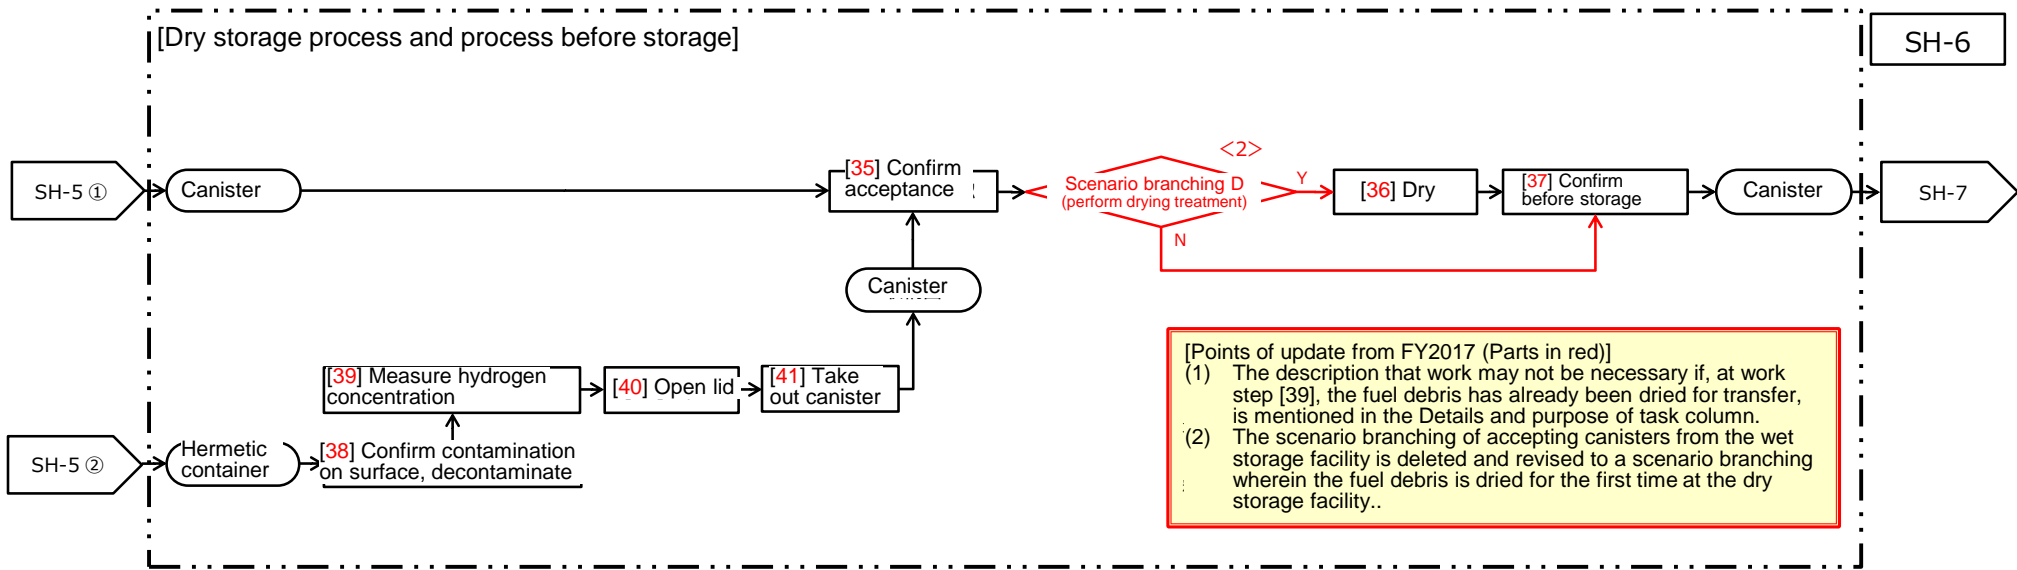 [Dry storage process and process before storage]
SH-6
SH-5 ①
Canister
[35] Confirm
acceptance
<2>
Scenario branching D
(perform drying treatment)
Y
N
[36] Dry
[37] Confirm
before storage
Canister
SH-7
Canister
[39] Measure hydrogen
concentration
[40] Open lid
[41] Take
out canister
SH-5 ②
Hermetic
container
[38] Confirm contamination
on surface, decontaminate
[Points of update from FY2017 (Parts in red)]
(1) The description that work may not be necessary if, at work
step [39], the fuel debris has already been dried for transfer,
is mentioned in the Details and purpose of task column.
(2) The scenario branching of accepting canisters from the wet
storage facility is deleted and revised to a scenario branching
wherein the fuel debris is dried for the first time at the dry
storage facility..